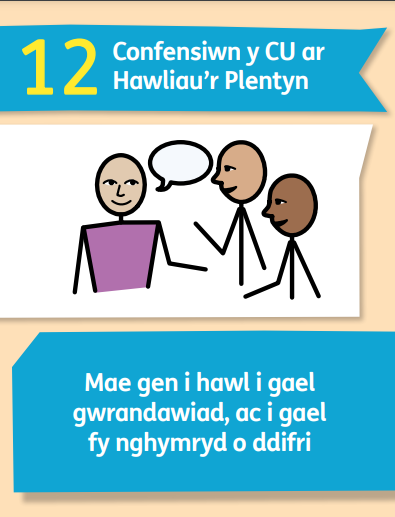 12
Confensiwn y CU ar
Hawliau'r Plentyn
Mae gen i hawl i gael
gwrandawiad, ac i gael
fy nghymryd o ddifri